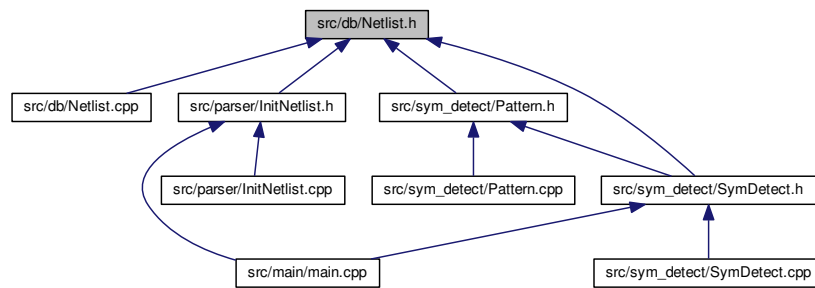 src/db/Netlist.h
src/db/Netlist.cpp
src/parser/InitNetlist.h
src/sym_detect/Pattern.h
src/parser/InitNetlist.cpp
src/sym_detect/Pattern.cpp
src/sym_detect/SymDetect.h
src/main/main.cpp
src/sym_detect/SymDetect.cpp